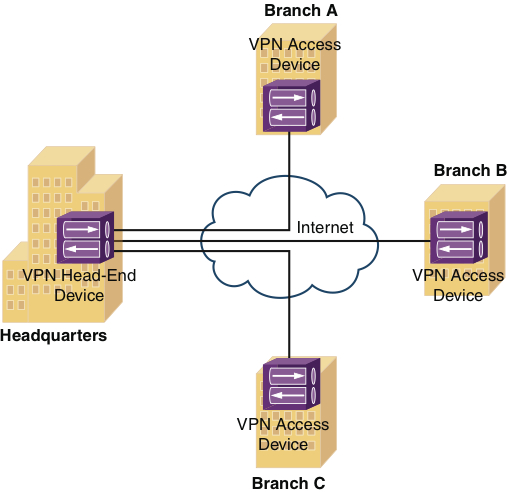 Branch A
VPN Access
Device
Branch B
Internet
VPN Head-End
Device
VPN Access
Device
Headquarters
VPN Access
Device
Branch C